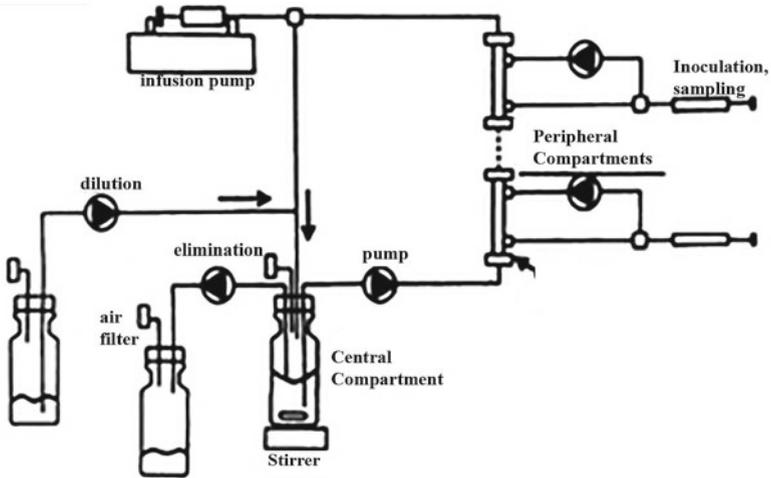 infusion pump
Inoculation,
sampling
Peripheral
Compartments
dilution
elimination
pump
air
filter
Central
Compartment
Stirrer